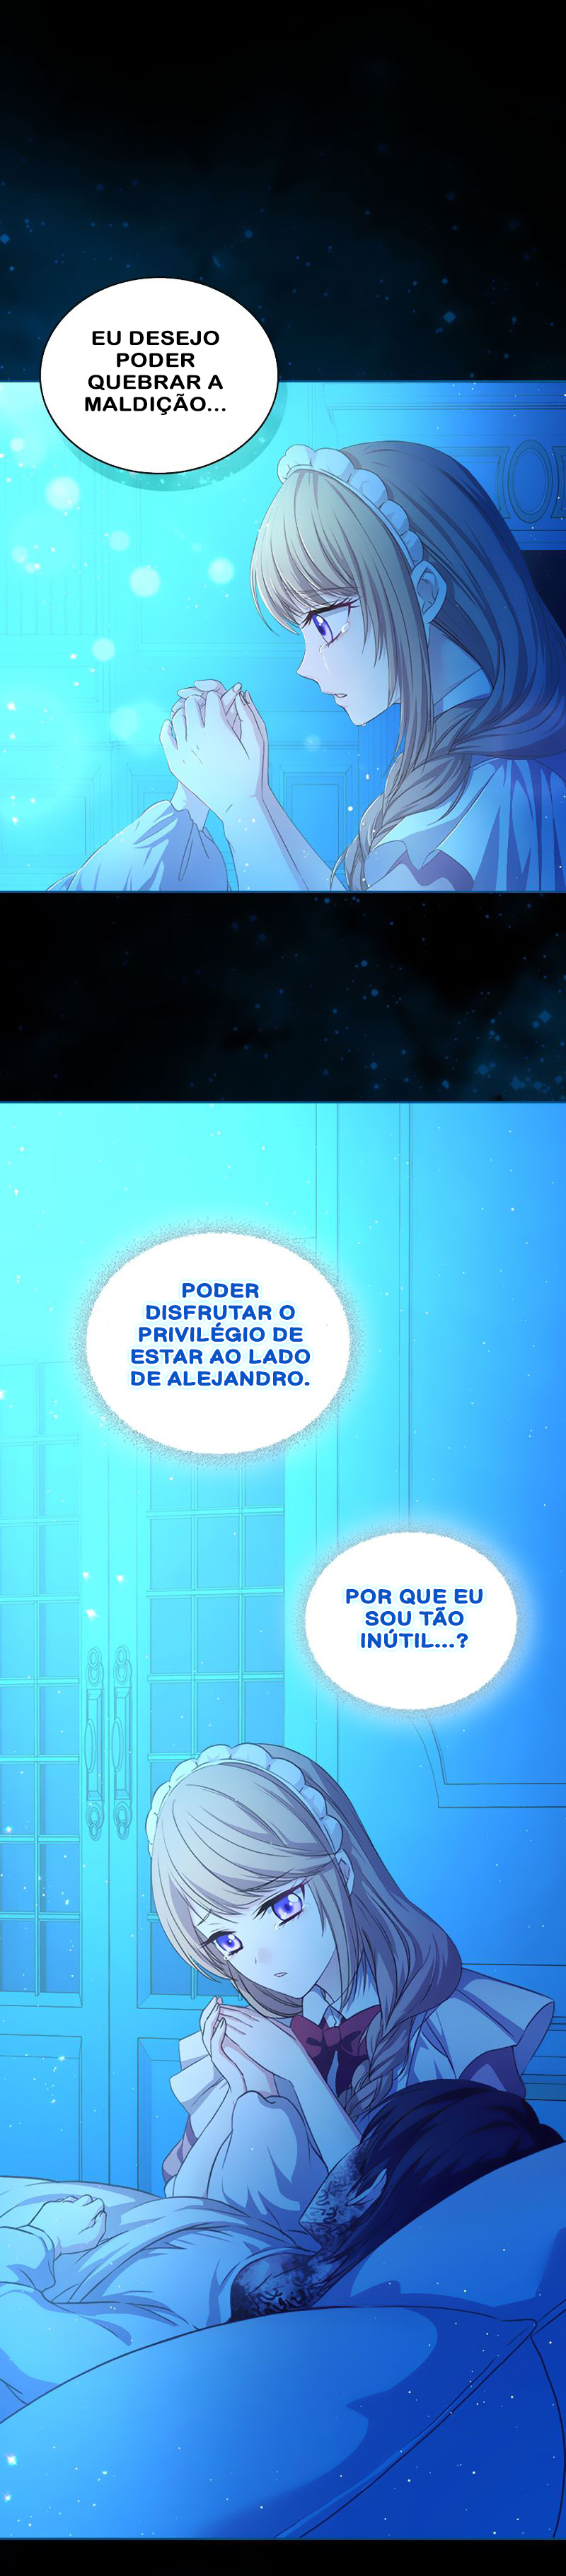 EU DESEJO
PODER
QUEBRAR A
MALDIÇÃO...
PODER
DISFRUTAR O
PRIVILÉGIO DE
ESTAR AO LADO
DE ALEJANDRO.
POR QUE EU
SOU TÃO
INÚTIL...?